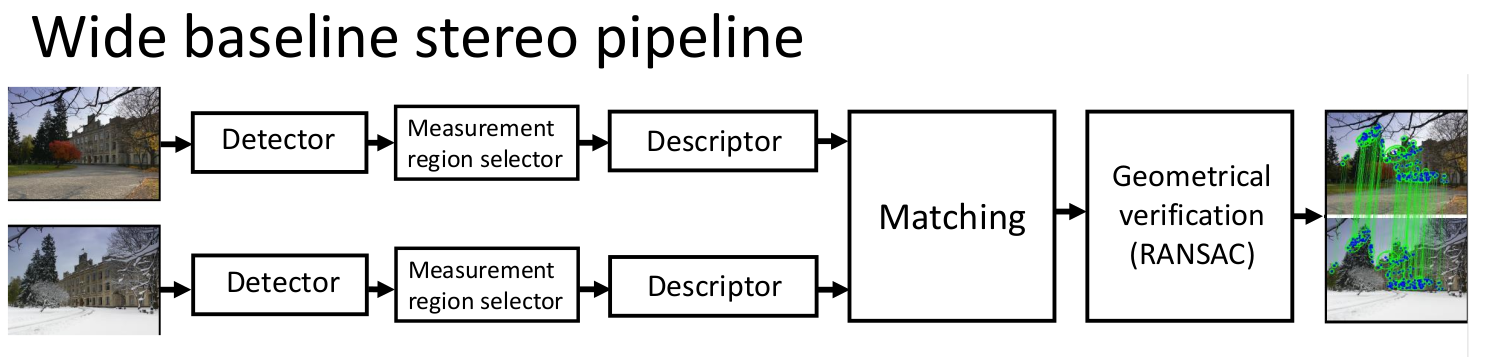 Wide baseline stereo pipeline
Detector
Measurement
region selector
Descriptor
Detector
Measurement
region selector
Descriptor
Matching
Geometrical
verification
(RANSAC)